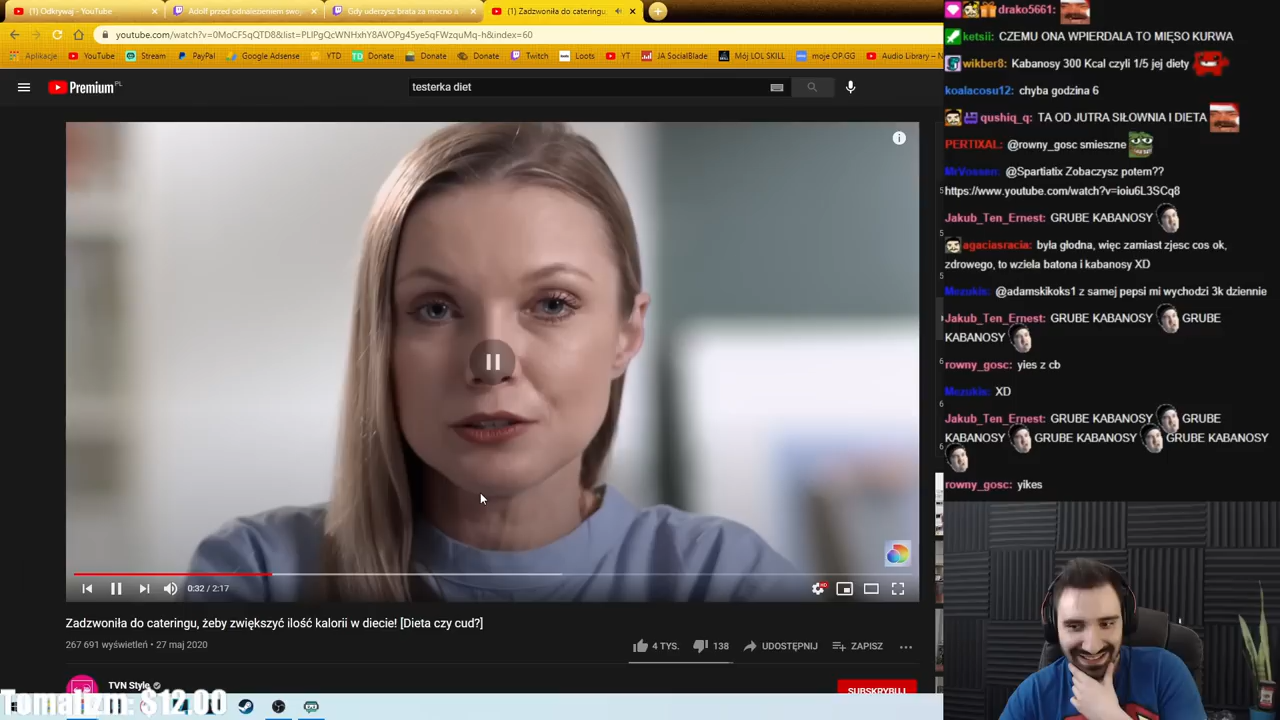 (1) Odkrywaj - YouTube
Adolf przed odnalezieniem swoj
Gdy uderzysz brata za mocno x
(1) Zadzwoniła do cateringu
youtube.com/watch?v=0MoCF5qQTD8&list=PLlPgQcWNHxhY8AVOPg4Sye5qFWzquMq-h&index=60
Aplikacje YouTube Stream PayPal Google Adsense YTD Donate Donate Twitch Loots YT JA SocialBlade Mój LOL SKILL moje OP.GG Audio Library
Premium PL
testerka diet
0:32 / 2:17
HD
Zadzwoniła do cateringu, żeby zwiększyć ilość kalorii w diecie! [Dieta czy cud?]
267 691 wyświetleń • 27 maj 2020
4 TYS. 138 UDOSTĘPNIJ ZAPISZ
TVN Style
SUBSKRYBUJ
$12.00
drako5661:
ketsii: CZEMU ONA WPIERDALA TO MIĘSO KURWA
wikber8: Kabanosy 300 Kcal czyli 1/5 jej diety
koalacosu12: chyba godzina 6
qushiq_q: TA OD JUTRA SIŁOWNIA I DIETA
PERTIXAL: @rowny_gosc smieszne
MrVossen: @Spartiatix Zobaczysz potem??
https://www.youtube.com/watch?v=ioiu6L3SCq8
Jakub_Ten_Ernest: GRUBE KABANOSY
agaciasracia: była głodna, więc zamiast zjesc cos ok,
zdrowego, to wziela batona i kabanosy XD
Mezukis: @adamskikoks1 z samej pepsi mi wychodzi 3k dziennie
Jakub_Ten_Ernest: GRUBE KABANOSY GRUBE
KABANOSY
rowny_gosc: yies z cb
Mezukis: XD
Jakub_Ten_Ernest: GRUBE KABANOSY GRUBE
KABANOSY GRUBE KABANOSY GRUBE KABANOSY
rowny_gosc: yikes